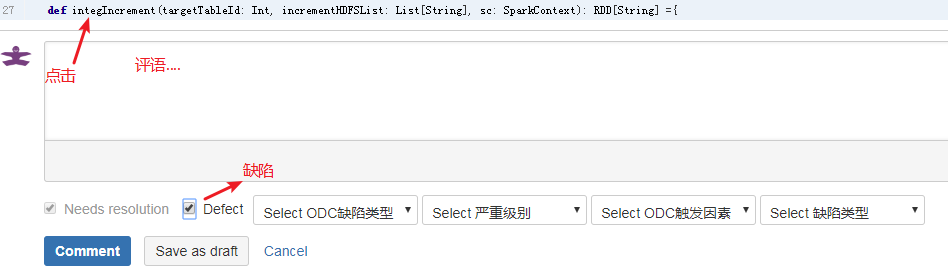 27 def integIncrement(targetTableId: Int, incrementHDFSList: List[String], sc: SparkContext): RDD[String] ={
点击
评语....
缺陷
Needs resolution Defect Select ODC缺陷类型 Select 严重级别 Select ODC触发因素 Select 缺陷类型
Comment Save as draft Cancel